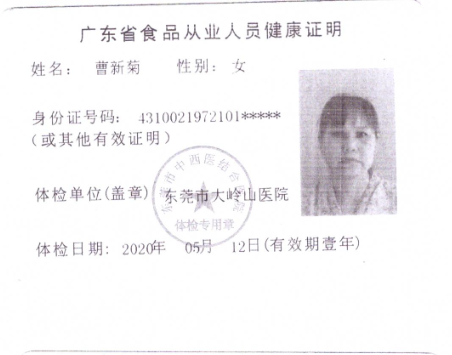 广东省食品从业人员健康证明
姓名： 曹新菊 性别：女
身份证号码：4310021972101*****
（或其他有效证明）
体检单位(盖章) 东莞市大岭山医院
体检专用章
体检日期：2020年 05月 12日(有效期壹年)